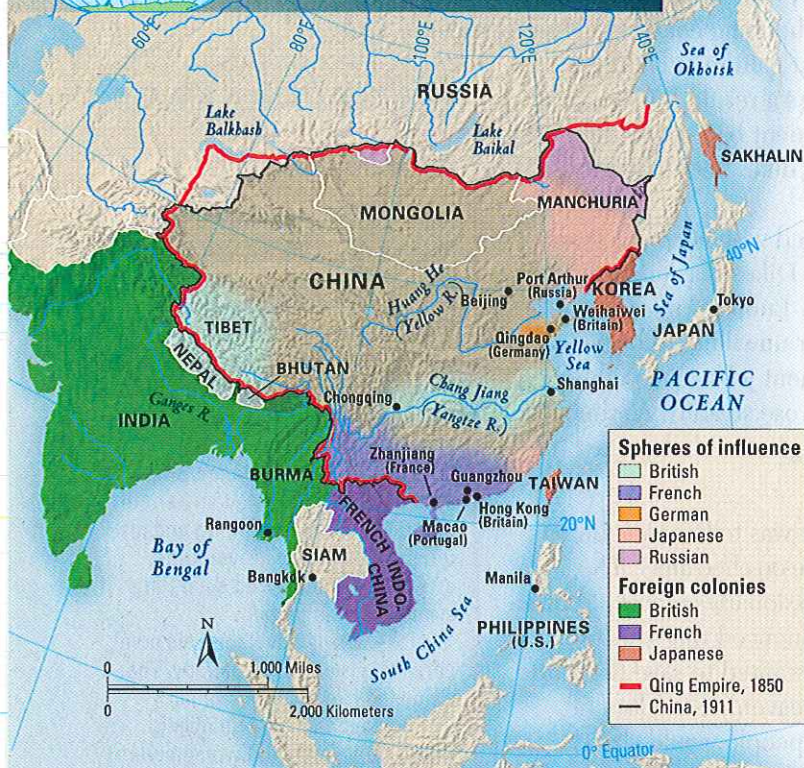 60°E
80°E
100°E
120°E
140°E
Sea of
Okhotsk
RUSSIA
Lake
Balkhash
Lake
Baikal
SAKHALIN
MONGOLIA
MANCHURIA
Sea of Japan
40°N
CHINA
Huang He
(Yellow R.)
Beijing
Port Arthur
(Russia)
KOREA
Tokyo
Weihaiwei
(Britain)
JAPAN
TIBET
Qingdao
(Germany)
Yellow
Sea
NEPAL
BHUTAN
Chang Jiang
(Yangtze R.)
Shanghai
PACIFIC
OCEAN
Chongqing
Ganges R.
INDIA
Zhanjiang
(France)
Guangzhou
TAIWAN
BURMA
Hong Kong
(Britain)
Macao
(Portugal)
20°N
Rangoon
FRENCH INDO-
CHINA
Bay of
Bengal
SIAM
Bangkok
Manila
PHILIPPINES
(U.S.)
South China Sea
N
0
1,000 Miles
0
2,000 Kilometers
0° Equator
Spheres of influence
British
French
German
Japanese
Russian
Foreign colonies
British
French
Japanese
Qing Empire, 1850
China, 1911